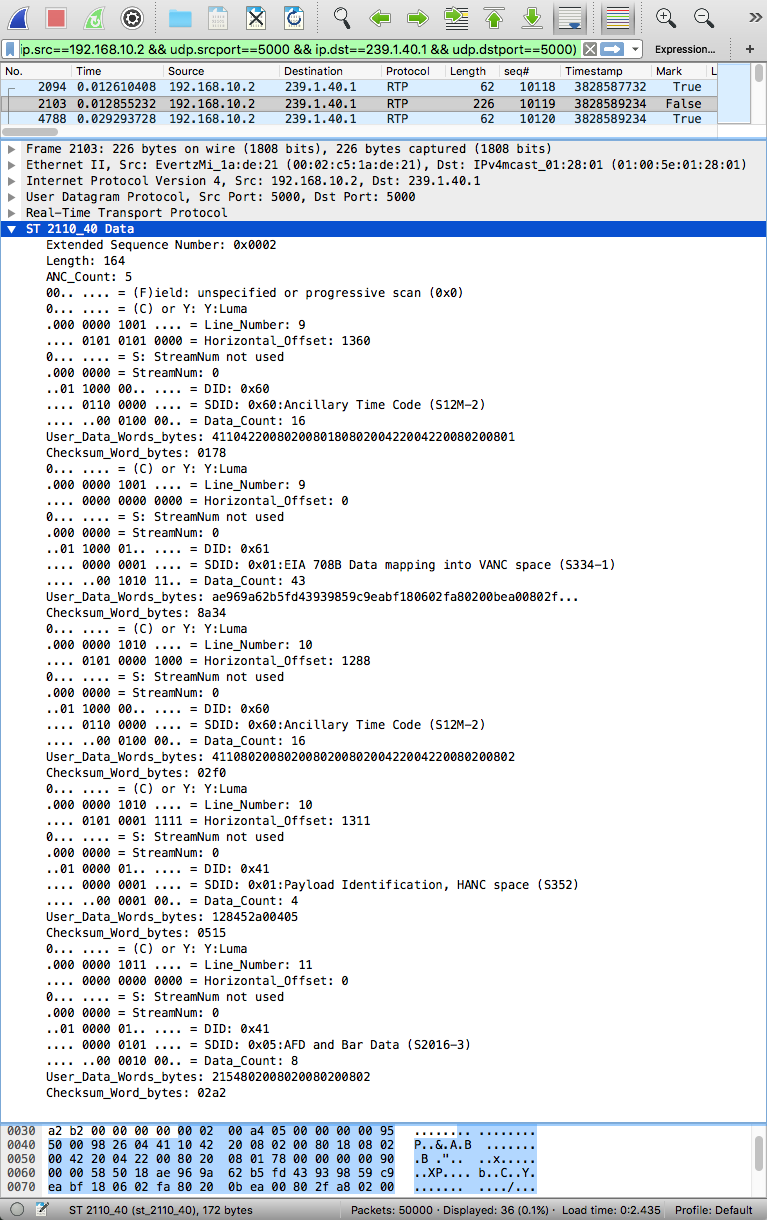 ip.src==192.168.10.2 && udp.srcport==5000 && ip.dst==239.1.40.1 && udp.dstport==5000) Expression... +
No. Time Source Destination Protocol Length seq# Timestamp Mark L
2094 0.012610408 192.168.10.2 239.1.40.1 RTP 62 10118 3828587732 True
2103 0.012855232 192.168.10.2 239.1.40.1 RTP 226 10119 3828589234 False
4788 0.029293728 192.168.10.2 239.1.40.1 RTP 62 10120 3828589234 True
Frame 2103: 226 bytes on wire (1808 bits), 226 bytes captured (1808 bits)
Ethernet II, Src: EvertzMi_1a:de:21 (00:02:c5:1a:de:21), Dst: IPv4mcast_01:28:01 (01:00:5e:01:28:01)
Internet Protocol Version 4, Src: 192.168.10.2, Dst: 239.1.40.1
User Datagram Protocol, Src Port: 5000, Dst Port: 5000
Real-Time Transport Protocol
ST 2110_40 Data
Extended Sequence Number: 0x0002
Length: 164
ANC_Count: 5
00.. .... = (F)ield: unspecified or progressive scan (0x0)
0... .... = (C) or Y: Y:Luma
.000 0000 1001 .... = Line_Number: 9
.... 0101 0101 0000 = Horizontal_Offset: 1360
0... .... = S: StreamNum not used
.000 0000 = StreamNum: 0
..01 1000 00.. .... = DID: 0x60
.... 0110 0000 .... = SDID: 0x60:Ancillary Time Code (S12M-2)
.... ..00 0100 00.. = Data_Count: 16
User_Data_Words_bytes: 4110422008020080180802004220042200802008​01
Checksum_Word_bytes: 0178
0... .... = (C) or Y: Y:Luma
.000 0000 1001 .... = Line_Number: 9
.... 0000 0000 0000 = Horizontal_Offset: 0
0... .... = S: StreamNum not used
.000 0000 = StreamNum: 0
..01 1000 01.. .... = DID: 0x61
.... 0000 0001 .... = SDID: 0x01:EIA 708B Data mapping into VANC space (S334-1)
.... ..00 1010 11.. = Data_Count: 43
User_Data_Words_bytes: ae969a62b5fd43939859c9eabf180602fa80200bea00802f...
Checksum_Word_bytes: 8a34
0... .... = (C) or Y: Y:Luma
.000 0000 1010 .... = Line_Number: 10
.... 0101 0000 1000 = Horizontal_Offset: 1288
0... .... = S: StreamNum not used
.000 0000 = StreamNum: 0
..01 1000 00.. .... = DID: 0x60
.... 0110 0000 .... = SDID: 0x60:Ancillary Time Code (S12M-2)
.... ..00 0100 00.. = Data_Count: 16
User_Data_Words_bytes: 411080200802008020080200422004220080200802
Checksum_Word_bytes: 02f0
0... .... = (C) or Y: Y:Luma
.000 0000 1010 .... = Line_Number: 10
.... 0101 0001 1111 = Horizontal_Offset: 1311
0... .... = S: StreamNum not used
.000 0000 = StreamNum: 0
..01 0000 01.. .... = DID: 0x41
.... 0000 0001 .... = SDID: 0x01:Payload Identification, HANC space (S352)
.... ..00 0001 00.. = Data_Count: 4
User_Data_Words_bytes: 128452a00405
Checksum_Word_bytes: 0515
0... .... = (C) or Y: Y:Luma
.000 0000 1011 .... = Line_Number: 11
.... 0000 0000 0000 = Horizontal_Offset: 0
0... .... = S: StreamNum not used
.000 0000 = StreamNum: 0
..01 0000 01.. .... = DID: 0x41
.... 0000 0101 .... = SDID: 0x05:AFD and Bar Data (S2016-3)
.... ..00 0010 00.. = Data_Count: 8
User_Data_Words_bytes: 2154802008020080200802
Checksum_Word_bytes: 02a2
0030 a2 b2 00 00 00 00 00 02 00 a4 05 00 00 00 00 95 ........ ........
0040 50 00 98 26 04 41 10 42 20 08 02 00 80 18 08 02 P..&.A.B .......
0050 00 42 20 04 22 00 80 20 08 01 78 00 00 00 00 90 .B .".. ..x.....
0060 00 00 58 50 18 ae 96 9a 62 b5 fd 43 93 98 59 c9 ..XP.... b..C..Y.
0070 ea bf 18 06 02 fa 80 20 0b ea 00 80 2f a8 02 00 ....... ..../...
ST 2110_40 (st_2110_40), 172 bytes Packets: 50000 · Displayed: 36 (0.1%) · Load time: 0:2.435 Profile: Default